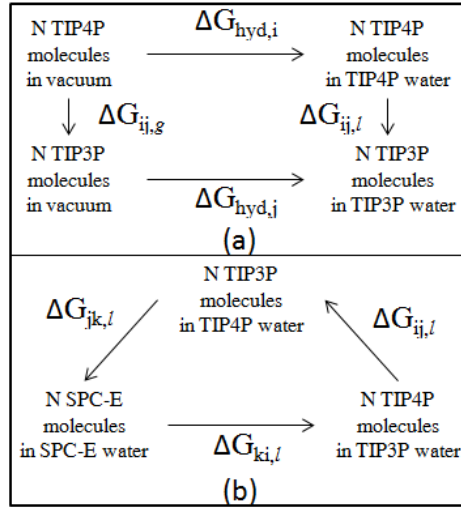 N TIP4P
molecules
in vacuum
ΔG_hyd,i
N TIP4P
molecules
in TIP4P water
ΔG_ij,g
ΔG_ij,l
N TIP3P
molecules
in vacuum
ΔG_hyd,j
N TIP3P
molecules
in TIP3P water
(a)
N TIP3P
molecules
in TIP4P water
ΔG_jk,l
ΔG_ij,l
N SPC-E
molecules
in SPC-E water
ΔG_ki,l
N TIP4P
molecules
in TIP3P water
(b)